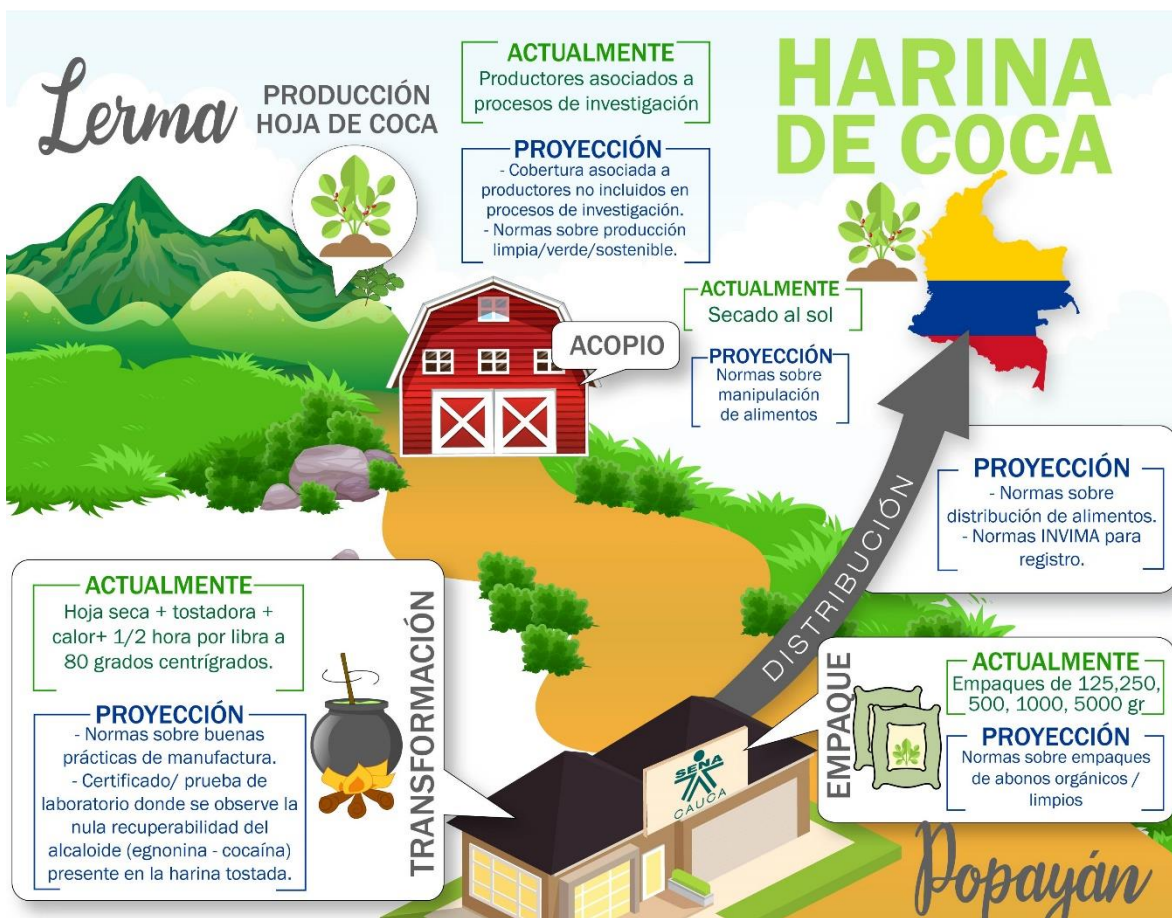 Lerma
PRODUCCIÓN
HOJA DE COCA
ACTUALMENTE
Productores asociados a
procesos de investigación
PROYECCIÓN
- Cobertura asociada a
productores no incluidos en
procesos de investigación.
- Normas sobre producción
limpia/verde/sostenible.
HARINA
DE COCA
ACOPIO
ACTUALMENTE
Secado al sol
PROYECCIÓN
Normas sobre
manipulación
de alimentos
TRANSFORMACIÓN
ACTUALMENTE
Hoja seca + tostadora +
calor+ 1/2 hora por libra a
80 grados centrígrados.
PROYECCIÓN
- Normas sobre buenas
prácticas de manufactura.
- Certificado/ prueba de
laboratorio donde se observe la
nula recuperabilidad del
alcaloide (egnonina - cocaína)
presente en la harina tostada.
SENA
CAUCA
EMPAQUE
ACTUALMENTE
Empaques de 125,250,
500, 1000, 5000 gr
PROYECCIÓN
Normas sobre empaques
de abonos orgánicos /
limpios
DISTRIBUCIÓN
PROYECCIÓN
- Normas sobre
distribución de alimentos.
- Normas INVIMA para
registro.
Popayán